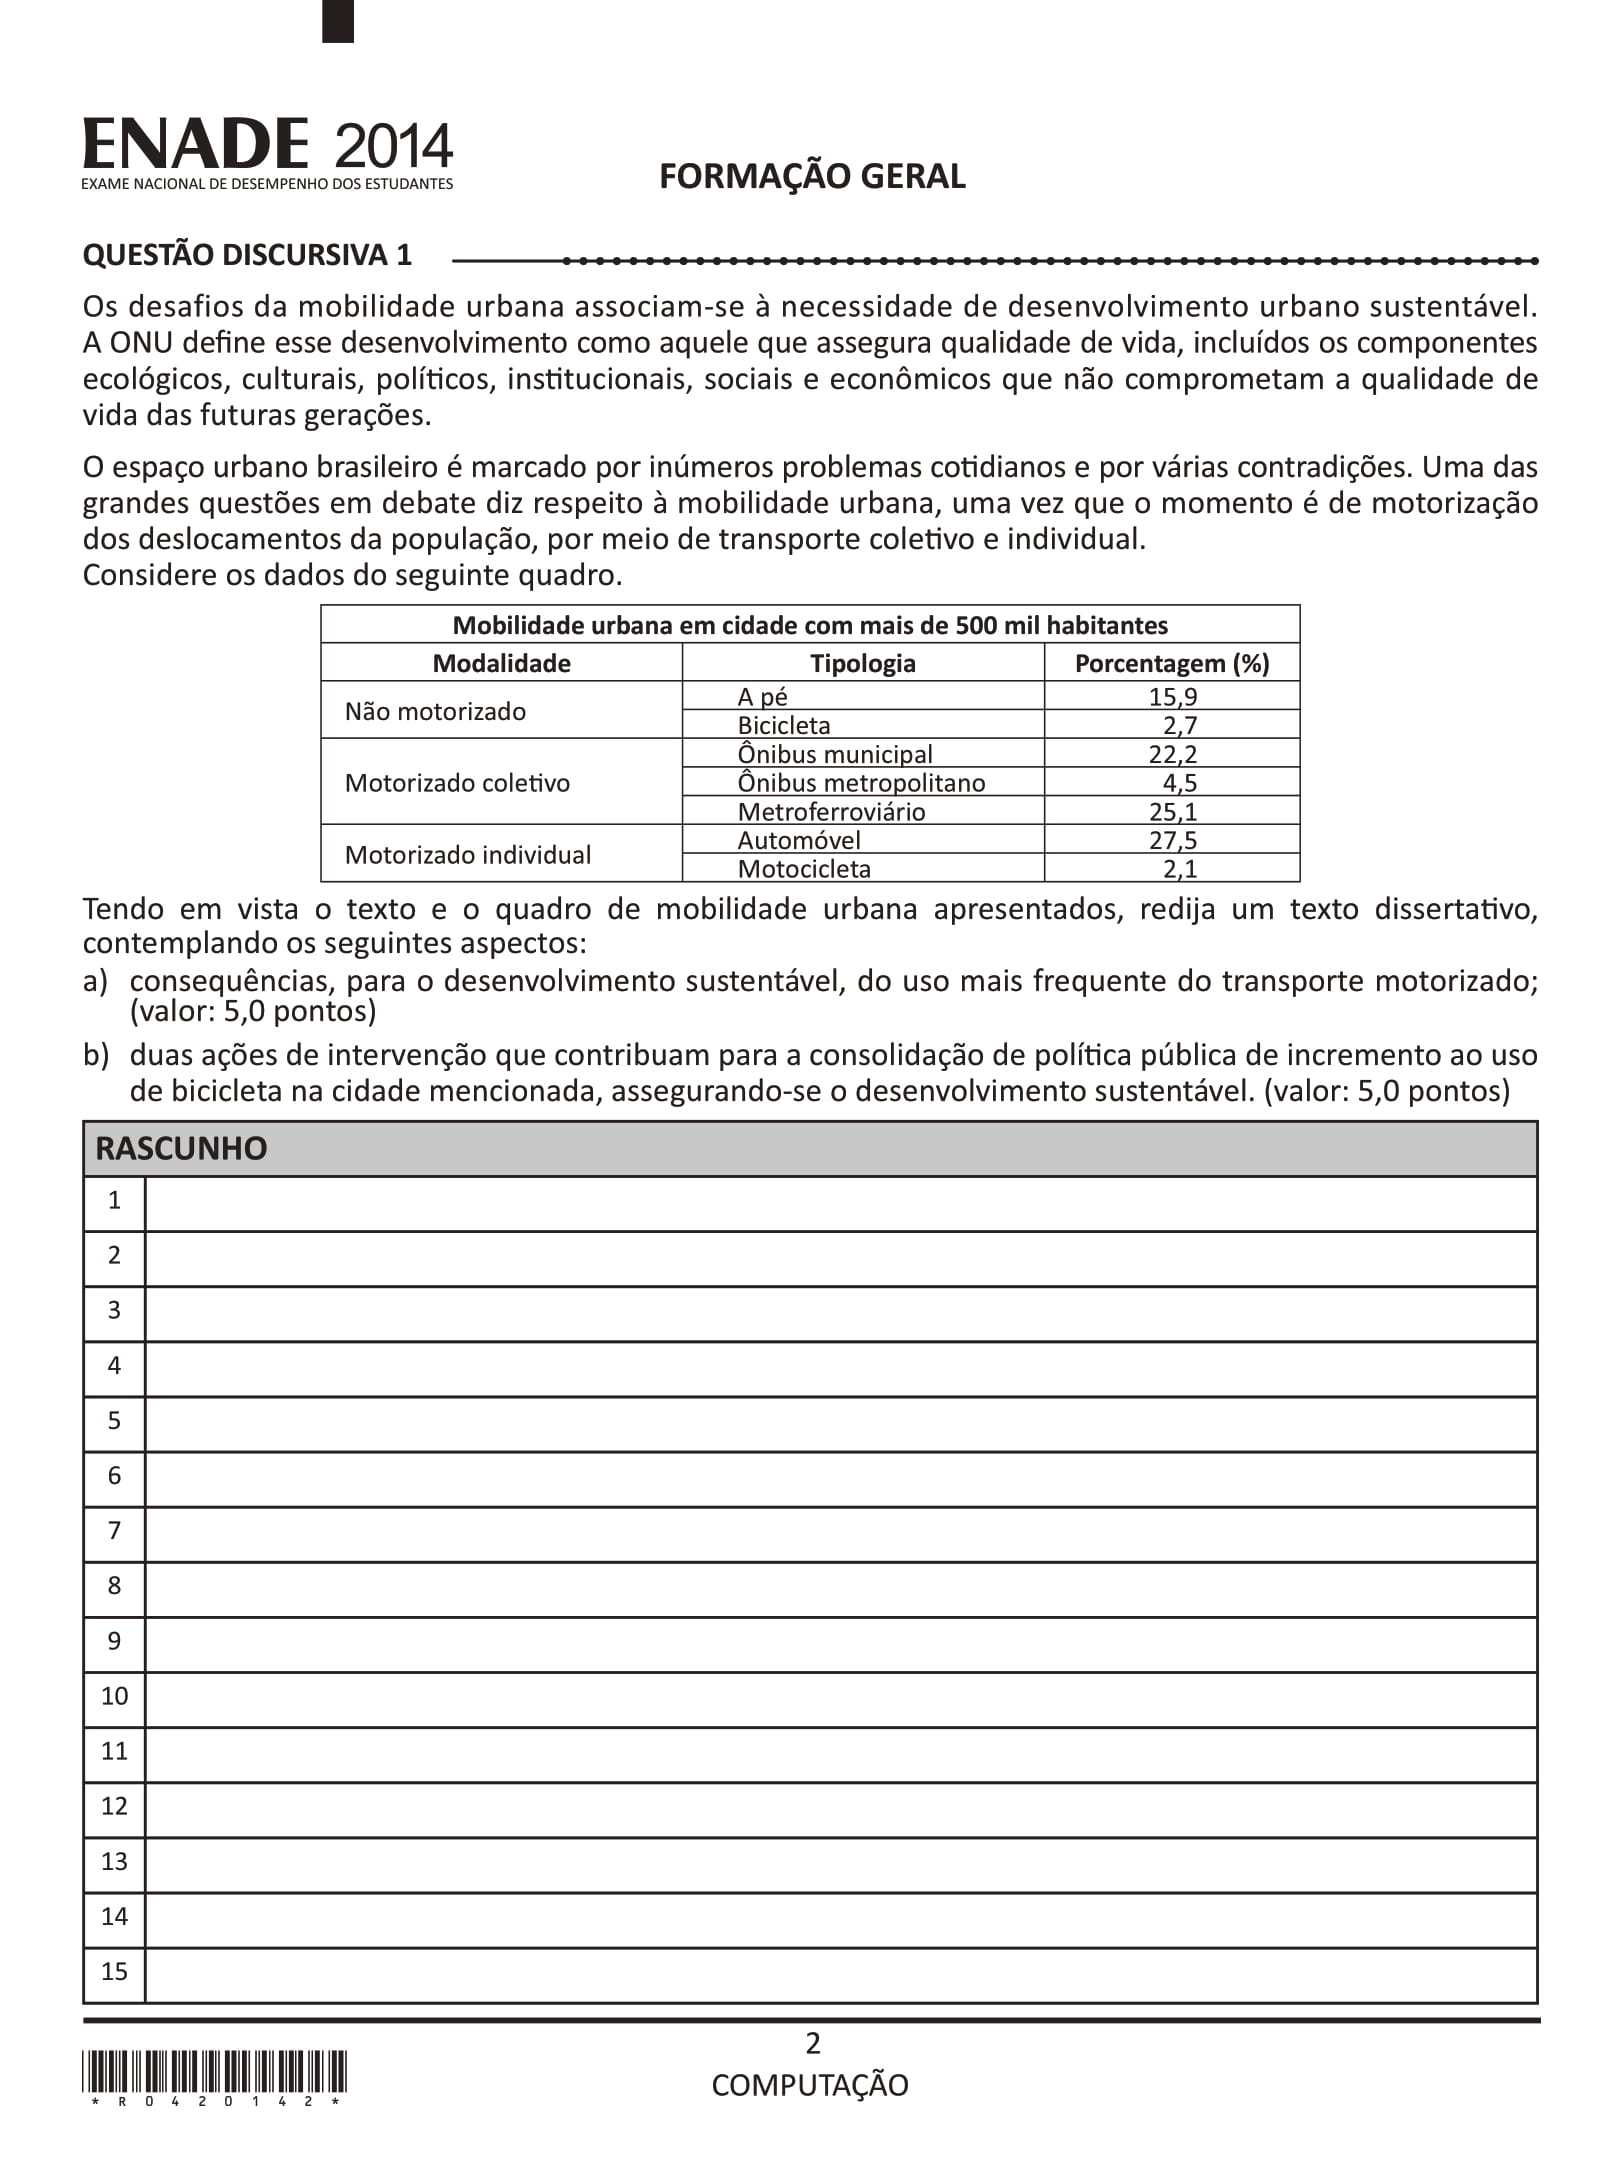 ENADE 2014
EXAME NACIONAL DE DESEMPENHO DOS ESTUDANTES
FORMAÇÃO GERAL
QUESTÃO DISCURSIVA 1
Os desafios da mobilidade urbana associam-se à necessidade de desenvolvimento urbano sustentável.
A ONU define esse desenvolvimento como aquele que assegura qualidade de vida, incluídos os componentes
ecológicos, culturais, políticos, institucionais, sociais e econômicos que não comprometam a qualidade de
vida das futuras gerações.
O espaço urbano brasileiro é marcado por inúmeros problemas cotidianos e por várias contradições. Uma das
grandes questões em debate diz respeito à mobilidade urbana, uma vez que o momento é de motorização
dos deslocamentos da população, por meio de transporte coletivo e individual.
Considere os dados do seguinte quadro.
Mobilidade urbana em cidade com mais de 500 mil habitantes
Modalidade Tipologia Porcentagem (%)
Não motorizado
A pé 15,9
Bicicleta 2,7
Motorizado coletivo
Ônibus municipal 22,2
Ônibus metropolitano 4,5
Metroferroviário 25,1
Motorizado individual
Automóvel 27,5
Motocicleta 2,1
Tendo em vista o texto e o quadro de mobilidade urbana apresentados, redija um texto dissertativo,
contemplando os seguintes aspectos:
a) consequências, para o desenvolvimento sustentável, do uso mais frequente do transporte motorizado;
(valor: 5,0 pontos)
b) duas ações de intervenção que contribuam para a consolidação de política pública de incremento ao uso
de bicicleta na cidade mencionada, assegurando-se o desenvolvimento sustentável. (valor: 5,0 pontos)
RASCUNHO
1
2
3
4
5
6
7
8
9
10
11
12
13
14
15
2
COMPUTAÇÃO
* R 0 4 2 0 1 4 2 *